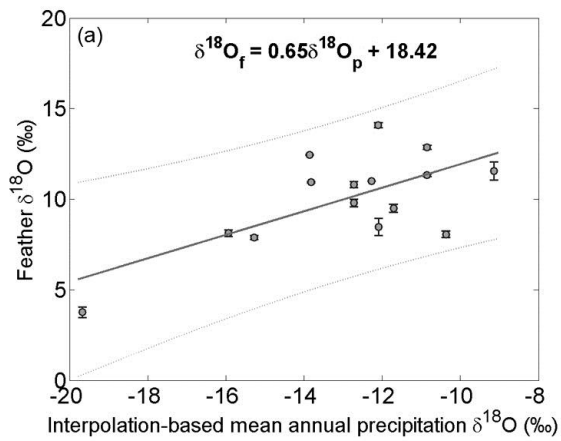 (a)
δ¹⁸Of = 0.65δ¹⁸Op + 18.42
Feather δ¹⁸O (‰)
20
15
10
5
0
-20 -18 -16 -14 -12 -10 -8
Interpolation-based mean annual precipitation δ¹⁸O (‰)